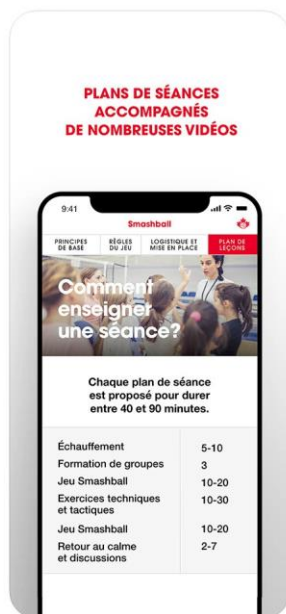 PLANS DE SÉANCES
ACCOMPAGNÉS
DE NOMBREUSES VIDÉOS
9:41
Smashball
PRINCIPES
DE BASE
RÈGLES
DU JEU
LOGISTIQUE ET
MISE EN PLACE
PLAN DE
LEÇONS
Comment
enseigner
une séance?
Chaque plan de séance
est proposé pour durer
entre 40 et 90 minutes.
Échauffement 5-10
Formation de groupes 3
Jeu Smashball 10-20
Exercices techniques 10-30
et tactiques
Jeu Smashball 10-20
Retour au calme 2-7
et discussions